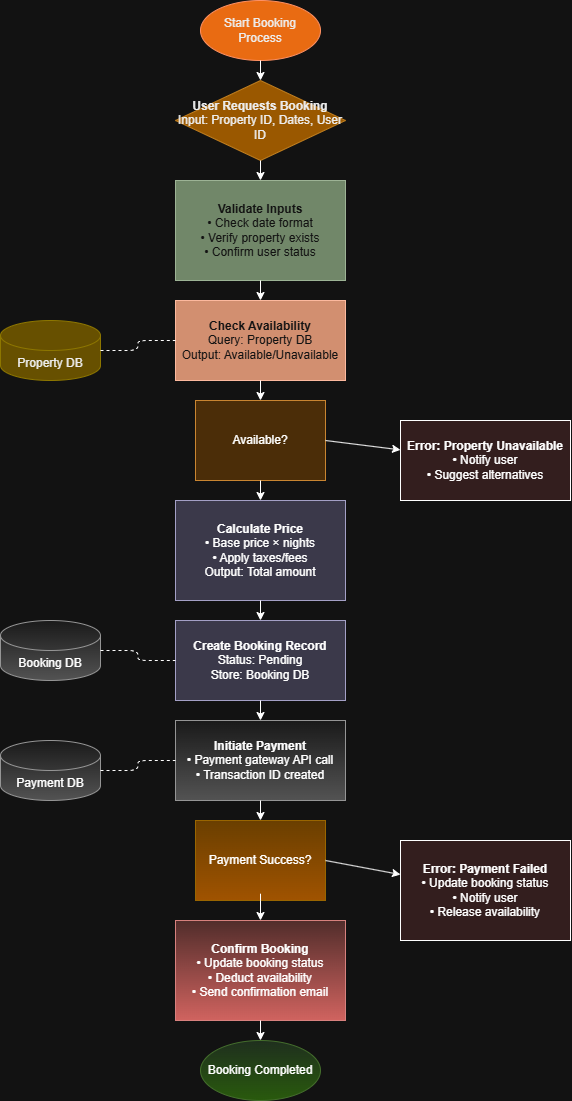 Start Booking
Process
User Requests Booking
Input: Property ID, Dates, User
ID
Validate Inputs
• Check date format
• Verify property exists
• Confirm user status
Check Availability
Query: Property DB
Output: Available/Unavailable
Property DB
Available?
Error: Property Unavailable
• Notify user
• Suggest alternatives
Calculate Price
• Base price × nights
• Apply taxes/fees
Output: Total amount
Create Booking Record
Status: Pending
Store: Booking DB
Booking DB
Initiate Payment
• Payment gateway API call
• Transaction ID created
Payment DB
Payment Success?
Error: Payment Failed
• Update booking status
• Notify user
• Release availability
Confirm Booking
• Update booking status
• Deduct availability
• Send confirmation email
Booking Completed